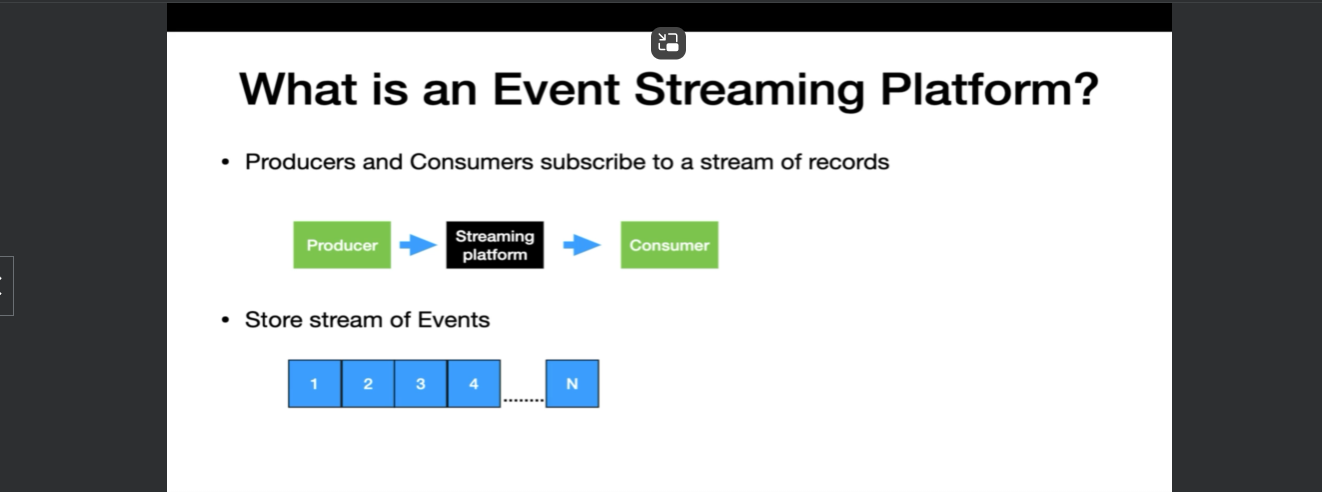 What is an Event Streaming Platform?
• Producers and Consumers subscribe to a stream of records
Producer
Streaming
platform
Consumer
• Store stream of Events
1 2 3 4 ........ N